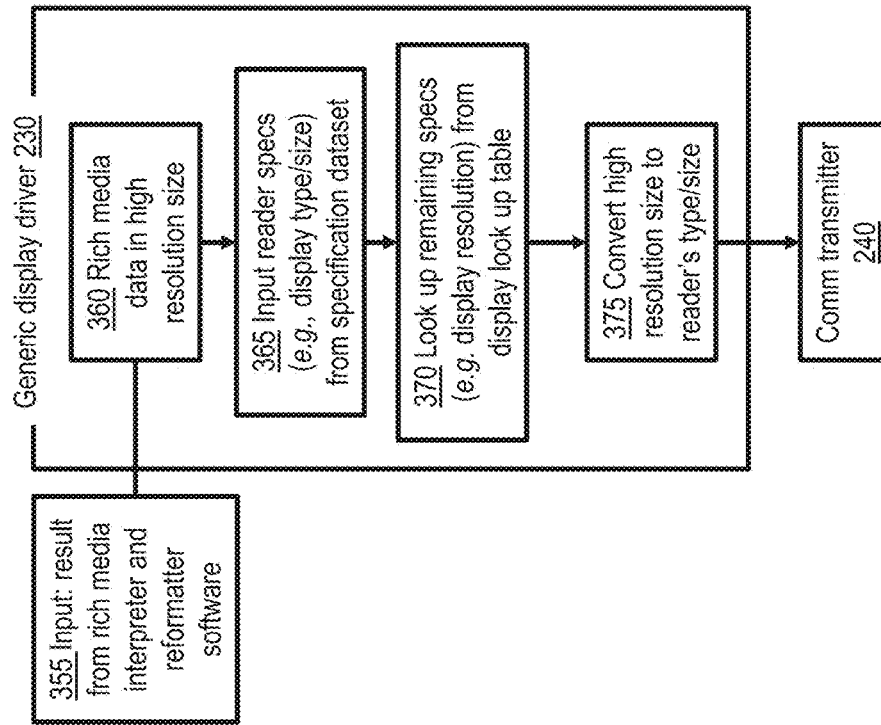 Generic display driver 230
355 Input: result
from rich media
interpreter and
reformatter
software
360 Rich media
data in high
resolution size
365 Input reader specs
(e.g., display type/size)
from specification dataset
370 Look up remaining specs
(e.g. display resolution) from
display look up table
375 Convert high
resolution size to
reader's type/size
Comm transmitter
240